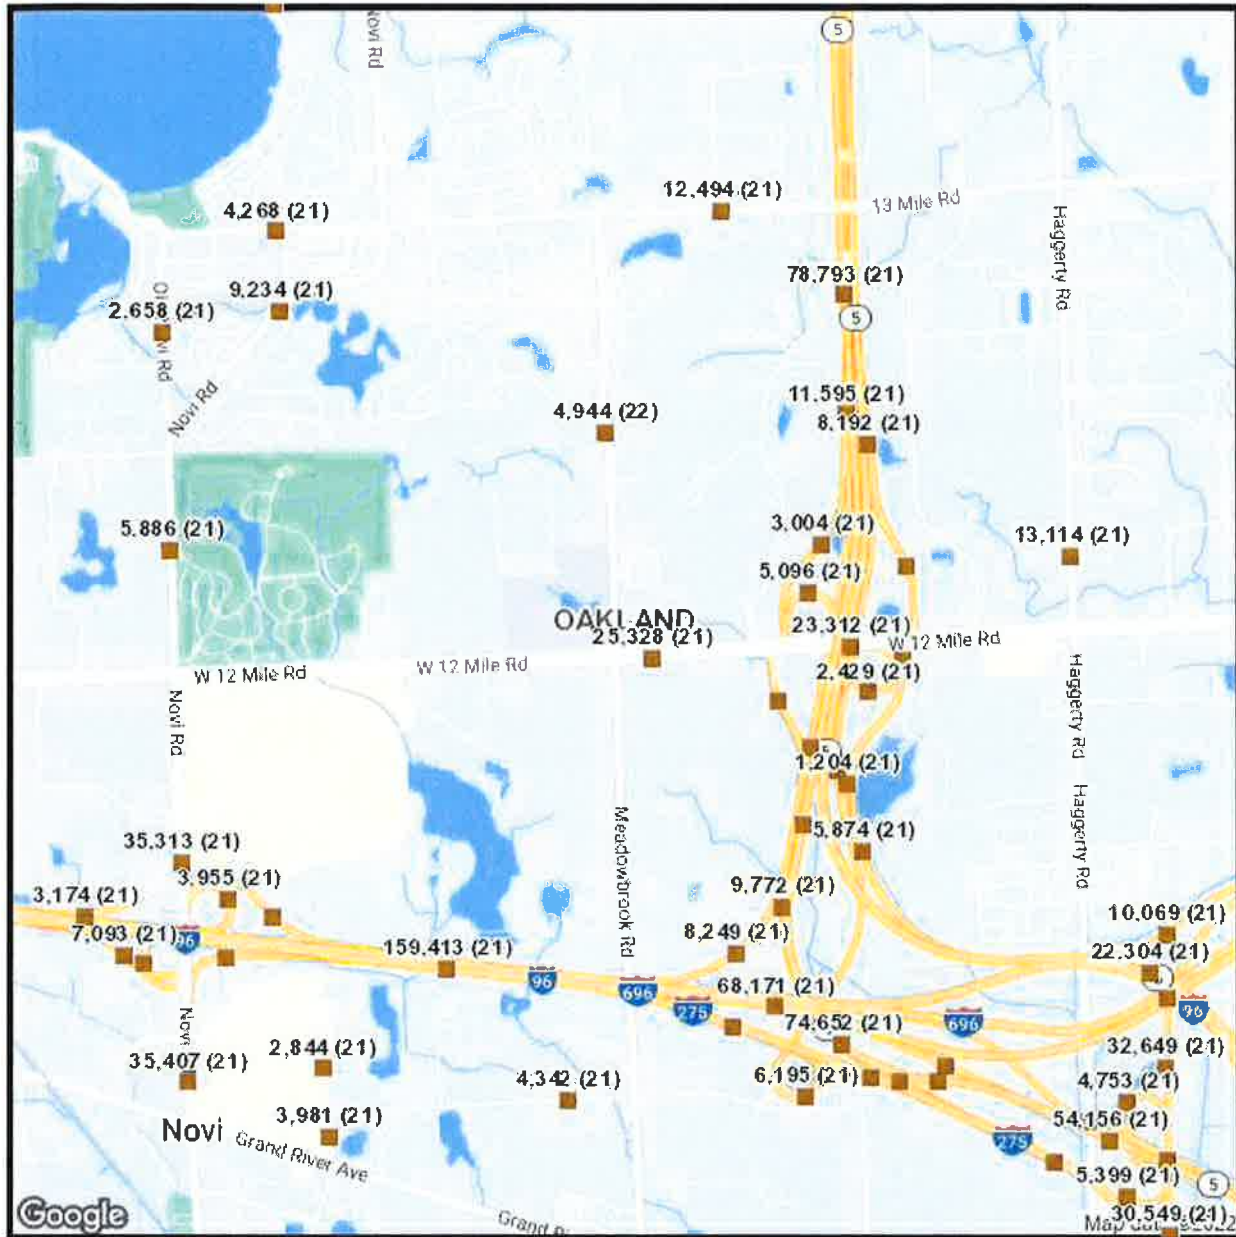 Novi Rd
5
12,494 (21)
13 Mile Rd
4,268 (21)
Haggerty Rd
78,793 (21)
9,234 (21)
2,658 (21)
5
Novi Rd
11,595 (21)
4,944 (22)
8,192 (21)
5,886 (21)
3,004 (21)
13,114 (21)
5,096 (21)
OAKLAND
23,312 (21)
25,328 (21)
W 12 Mile Rd
W 12 Mile Rd
W 12 Mile Rd
2,429 (21)
Novi Rd
Haggerty Rd
1,204 (21)
Haggerty Rd
5,874 (21)
Meadowbrook Rd
35,313 (21)
3,955 (21)
3,174 (21)
9,772 (21)
10,069 (21)
7,093 (21)
96
8,249 (21)
22,304 (21)
159,413 (21)
96
696
68,171 (21)
275
96
696
74,652 (21)
Novi
35,407 (21)
2,844 (21)
32,649 (21)
4,342 (21)
6,195 (21)
4,753 (21)
3,981 (21)
54,156 (21)
Novi
Grand River Ave
275
5,399 (21)
5
Google
Grand
30,549 (21)
Map data ©2022